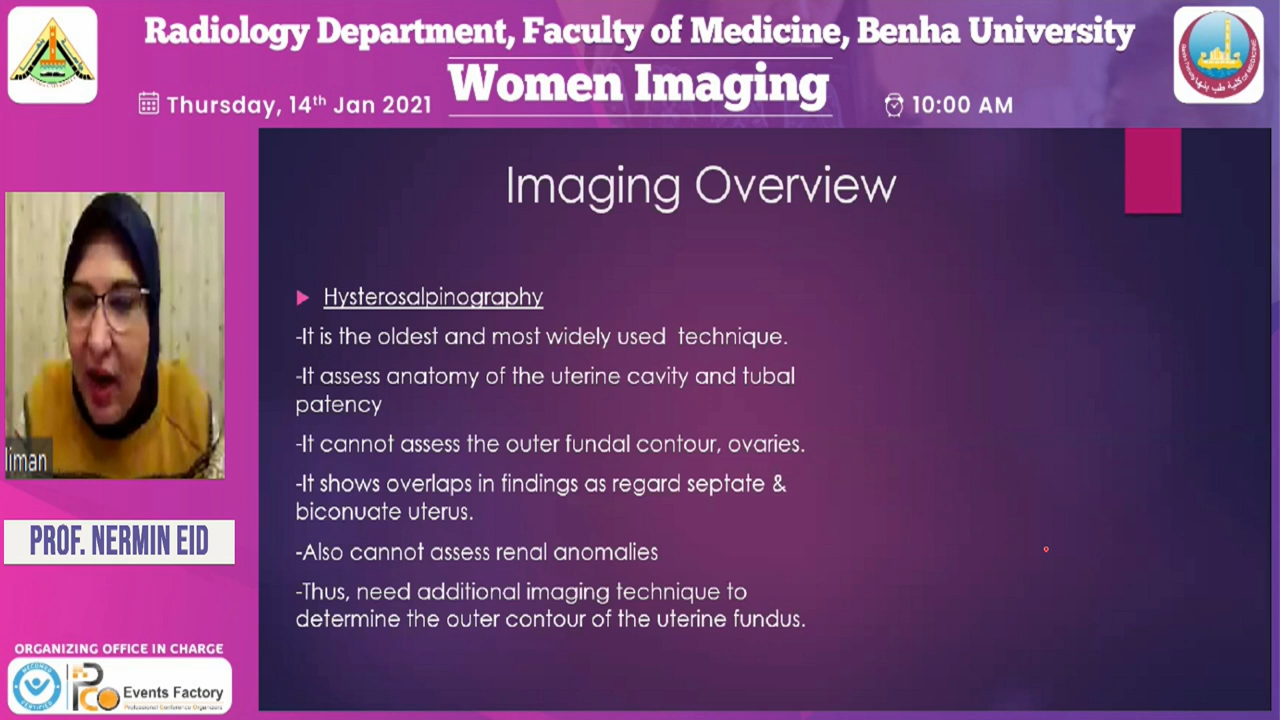 Radiology Department, Faculty of Medicine, Benha University
Women Imaging
Thursday, 14th Jan 2021
10:00 AM
Imaging Overview
Hysterosalpinography
-It is the oldest and most widely used technique.
-It assess anatomy of the uterine cavity and tubal
patency
-It cannot assess the outer fundal contour, ovaries.
-It shows overlaps in findings as regard septate &
biconuate uterus.
-Also cannot assess renal anomalies
-Thus, need additional imaging technique to
determine the outer contour of the uterine fundus.
liman
PROF. NERMIN EID
ORGANIZING OFFICE IN CHARGE
PCO
Events Factory
Professional Conference Organizers